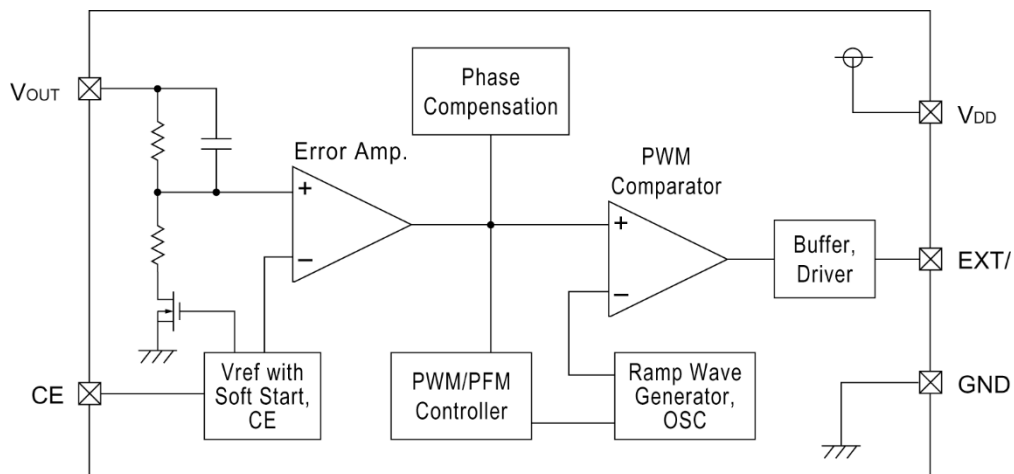 VOUT
Phase
Compensation
VDD
Error Amp.
PWM
Comparator
+
−
+
−
Buffer,
Driver
EXT/
CE
Vref with
Soft Start,
CE
PWM/PFM
Controller
Ramp Wave
Generator,
OSC
GND